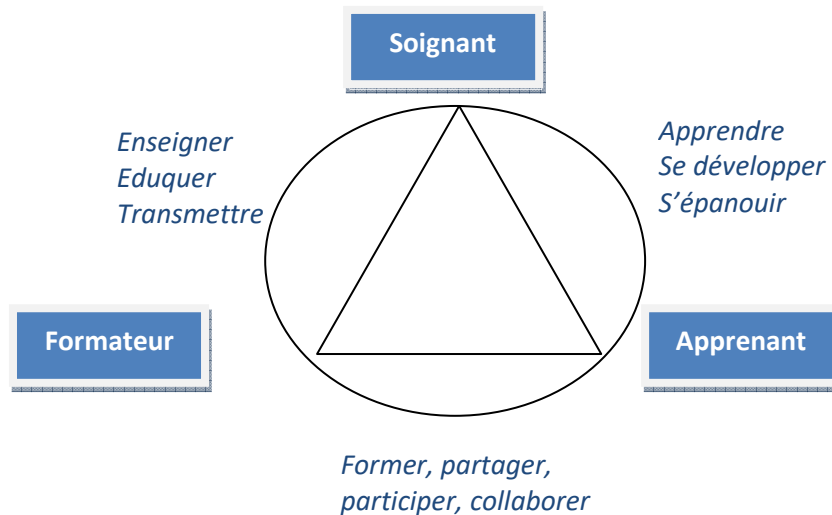 Soignant
Enseigner
Eduquer
Transmettre
Apprendre
Se développer
S’épanouir
Formateur
Apprenant
Former, partager,
participer, collaborer